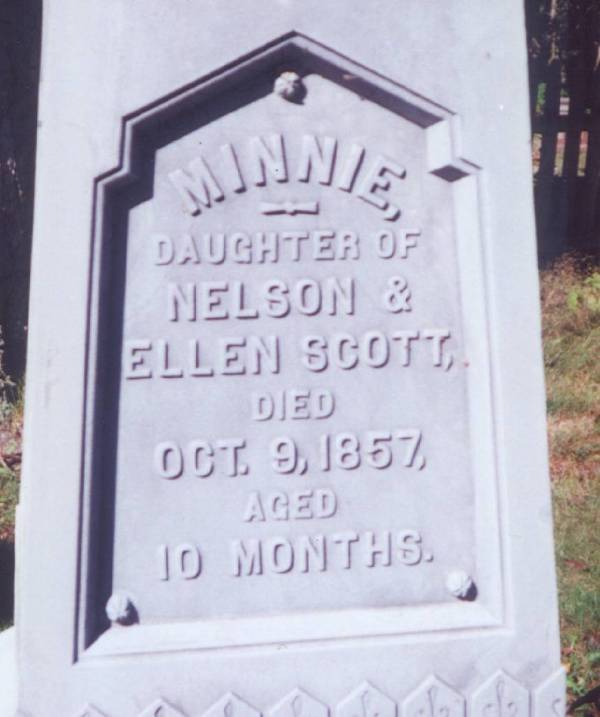 MINNIE,
DAUGHTER OF
NELSON &
ELLEN SCOTT,
DIED
OCT. 9, 1857,
AGED
10 MONTHS.